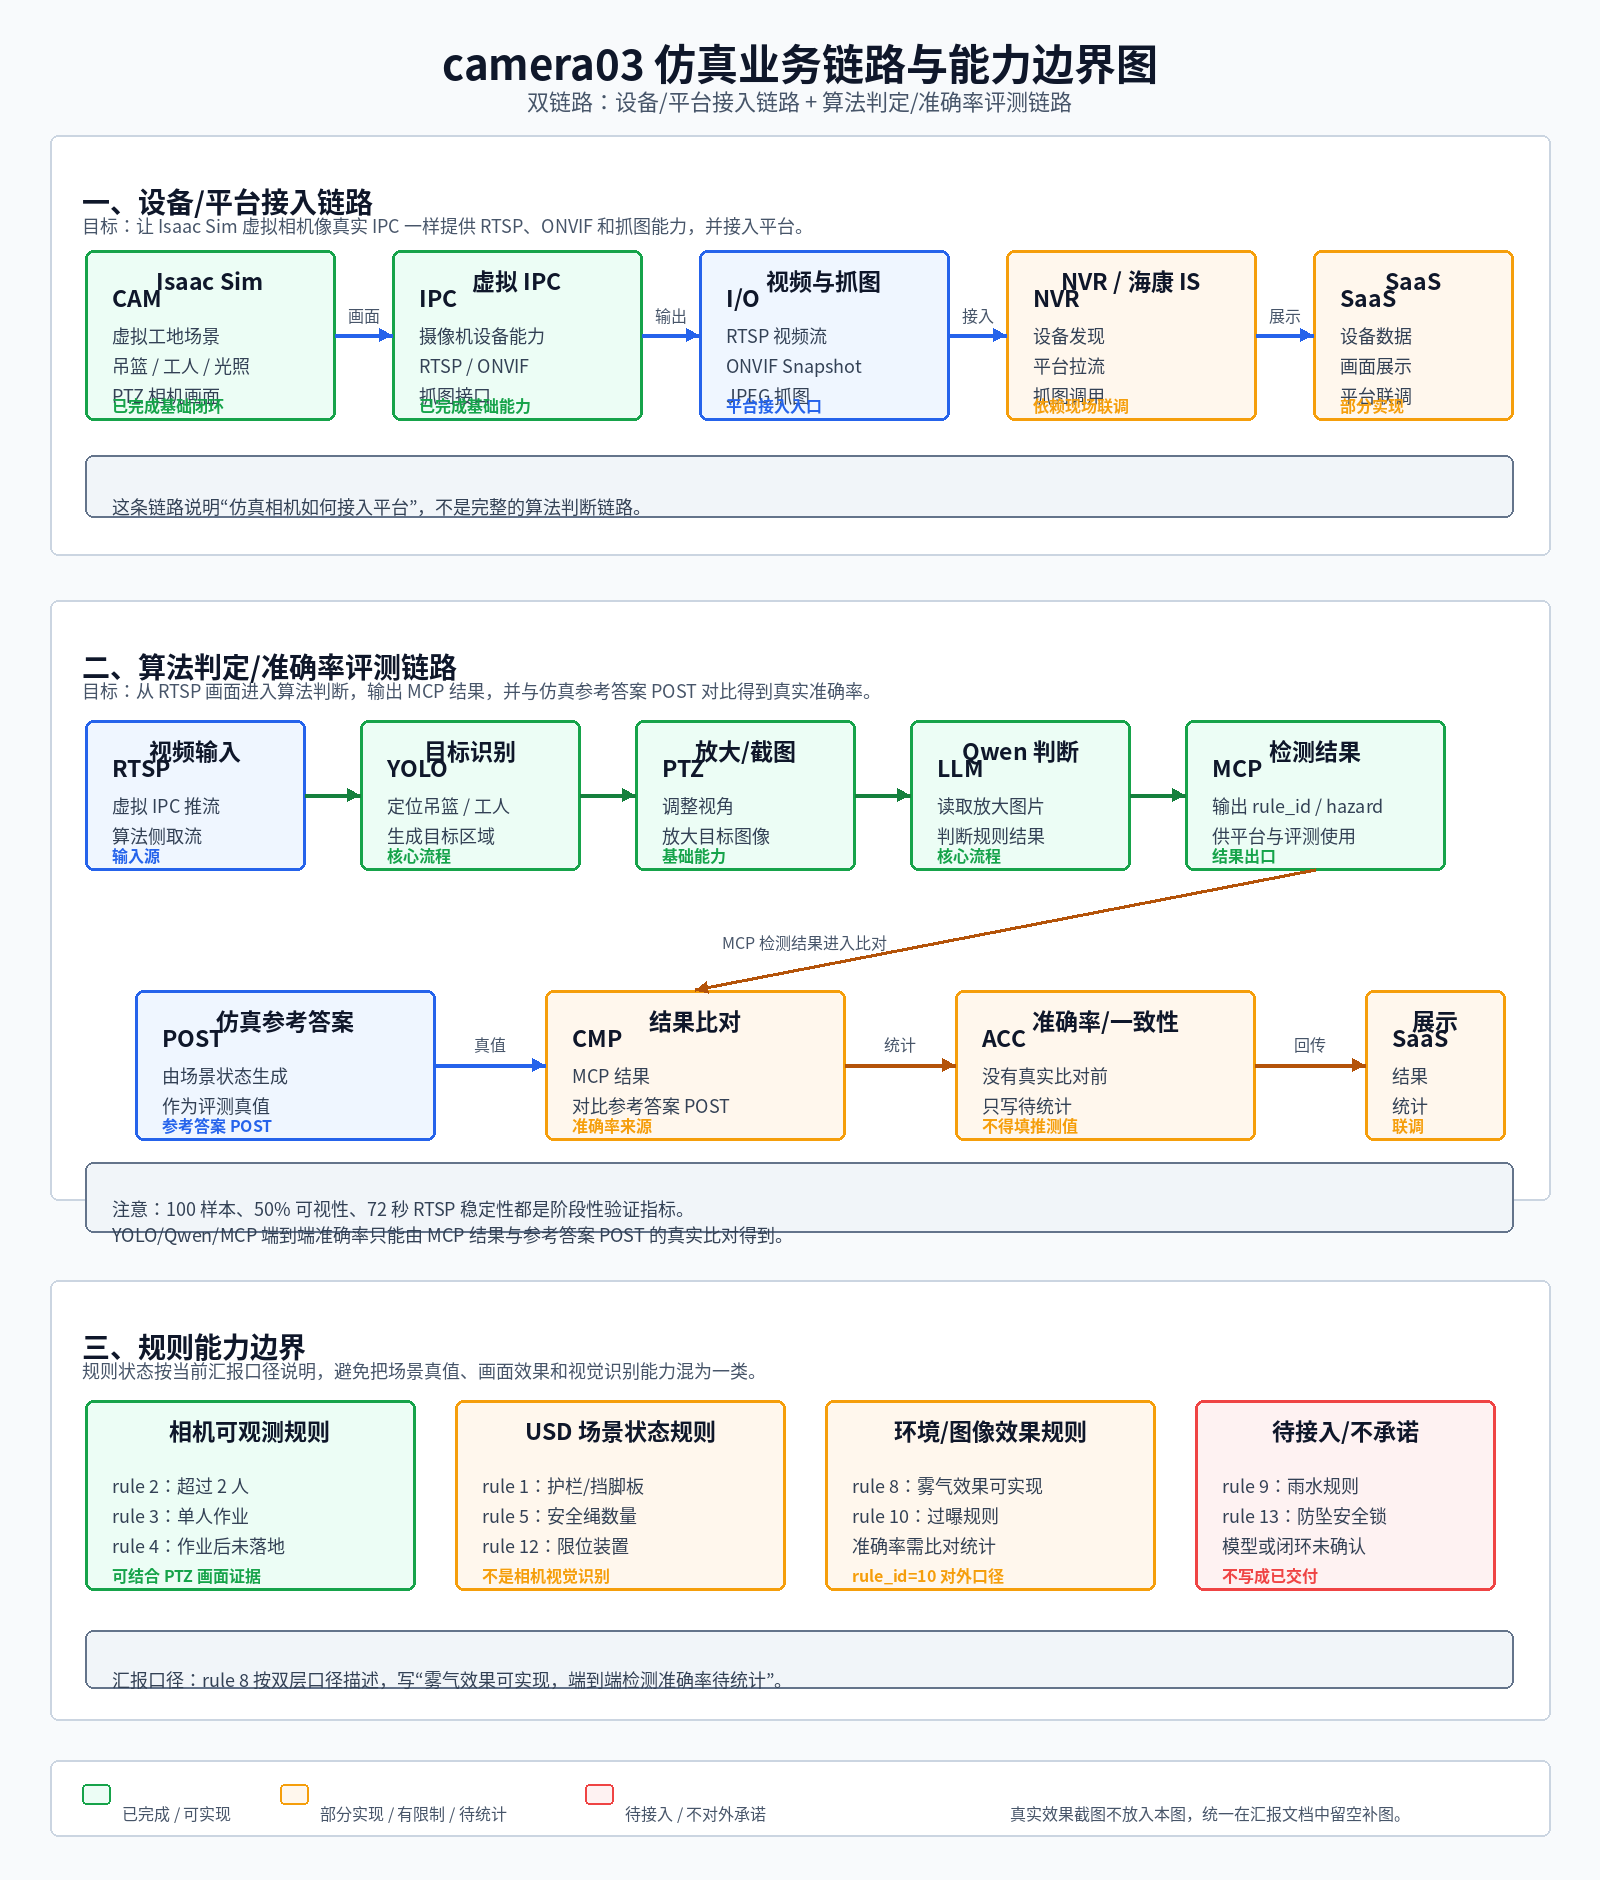 camera03 仿真业务链路与能力边界图
双链路：设备/平台接入链路 + 算法判定/准确率评测链路
一、设备/平台接入链路
目标：让 Isaac Sim 虚拟相机像真实 IPC 一样提供 RTSP、ONVIF 和抓图能力，并接入平台。
Isaac Sim
CAM
虚拟工地场景
吊篮 / 工人 / 光照
PTZ 相机画面
已完成基础闭环
画面
虚拟 IPC
IPC
摄像机设备能力
RTSP / ONVIF
抓图接口
已完成基础能力
输出
视频与抓图
I/O
RTSP 视频流
ONVIF Snapshot
JPEG 抓图
平台接入入口
接入
NVR / 海康 IS
NVR
设备发现
平台拉流
抓图调用
依赖现场联调
展示
SaaS
SaaS
设备数据
画面展示
平台联调
部分实现
这条链路说明“仿真相机如何接入平台”，不是完整的算法判断链路。
二、算法判定/准确率评测链路
目标：从 RTSP 画面进入算法判断，输出 MCP 结果，并与仿真参考答案 POST 对比得到真实准确率。
视频输入
RTSP
虚拟 IPC 推流
算法侧取流
输入源
目标识别
YOLO
定位吊篮 / 工人
生成目标区域
核心流程
放大/截图
PTZ
调整视角
放大目标图像
基础能力
Qwen 判断
LLM
读取放大图片
判断规则结果
核心流程
检测结果
MCP
输出 rule_id / hazard
供平台与评测使用
结果出口
MCP 检测结果进入比对
仿真参考答案
POST
由场景状态生成
作为评测真值
参考答案 POST
真值
结果比对
CMP
MCP 结果
对比参考答案 POST
准确率来源
统计
准确率/一致性
ACC
没有真实比对前
只写待统计
不得填推测值
回传
展示
SaaS
结果
统计
联调
注意：100 样本、50% 可视性、72 秒 RTSP 稳定性都是阶段性验证指标。
YOLO/Qwen/MCP 端到端准确率只能由 MCP 结果与参考答案 POST 的真实比对得到。
三、规则能力边界
规则状态按当前汇报口径说明，避免把场景真值、画面效果和视觉识别能力混为一类。
相机可观测规则
rule 2：超过 2 人
rule 3：单人作业
rule 4：作业后未落地
可结合 PTZ 画面证据
USD 场景状态规则
rule 1：护栏/挡脚板
rule 5：安全绳数量
rule 12：限位装置
不是相机视觉识别
环境/图像效果规则
rule 8：雾气效果可实现
rule 10：过曝规则
准确率需比对统计
rule_id=10 对外口径
待接入/不承诺
rule 9：雨水规则
rule 13：防坠安全锁
模型或闭环未确认
不写成已交付
汇报口径：rule 8 按双层口径描述，写“雾气效果可实现，端到端检测准确率待统计”。
已完成 / 可实现
部分实现 / 有限制 / 待统计
待接入 / 不对外承诺
真实效果截图不放入本图，统一在汇报文档中留空补图。